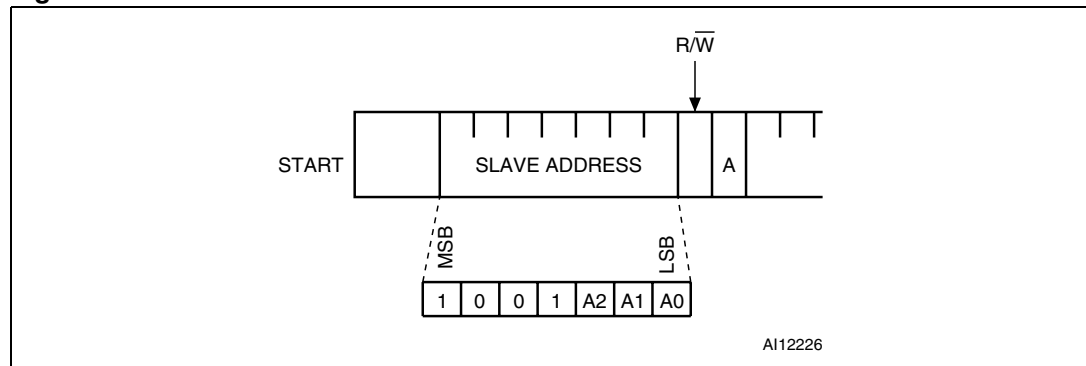 R/W̅
START SLAVE ADDRESS A
MSB LSB
1 0 0 1 A2 A1 A0
AI12226